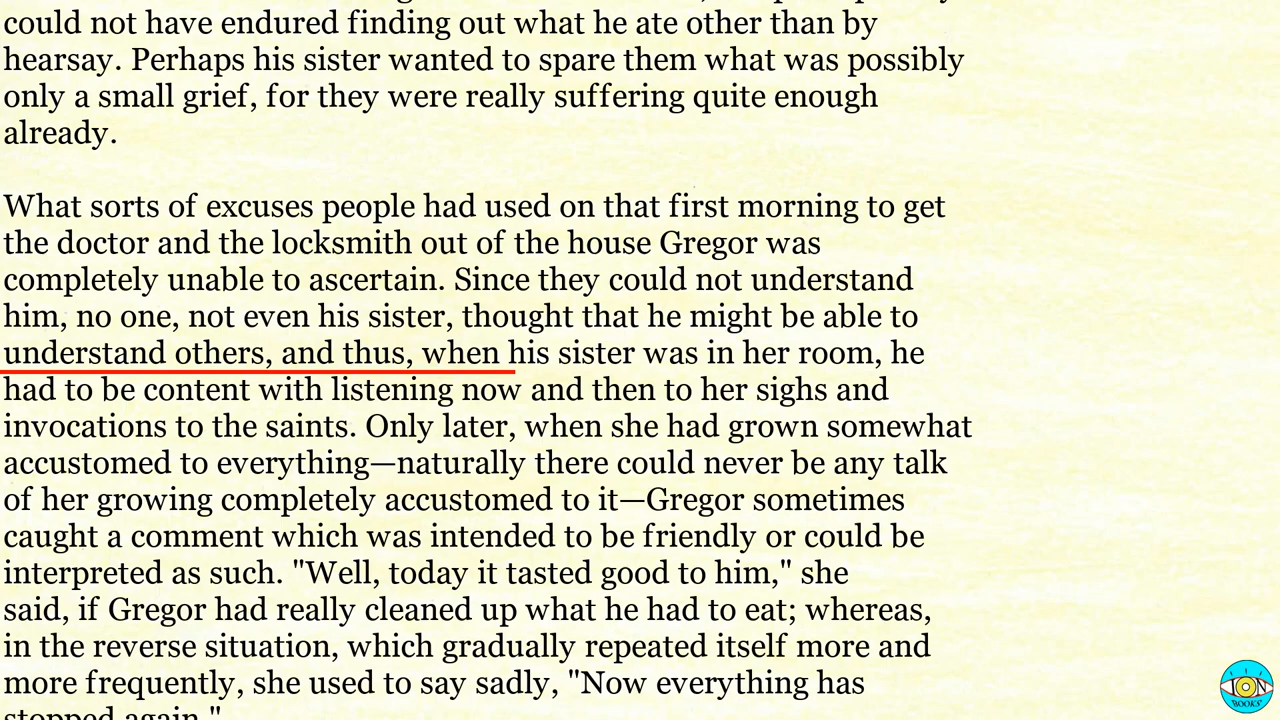 could not have endured finding out what he ate other than by
hearsay. Perhaps his sister wanted to spare them what was possibly
only a small grief, for they were really suffering quite enough
already.
What sorts of excuses people had used on that first morning to get
the doctor and the locksmith out of the house Gregor was
completely unable to ascertain. Since they could not understand
him, no one, not even his sister, thought that he might be able to
understand others, and thus, when his sister was in her room, he
had to be content with listening now and then to her sighs and
invocations to the saints. Only later, when she had grown somewhat
accustomed to everything—naturally there could never be any talk
of her growing completely accustomed to it—Gregor sometimes
caught a comment which was intended to be friendly or could be
interpreted as such. "Well, today it tasted good to him," she
said, if Gregor had really cleaned up what he had to eat; whereas,
in the reverse situation, which gradually repeated itself more and
more frequently, she used to say sadly, "Now everything has
stopped again."
ION
BOOKS